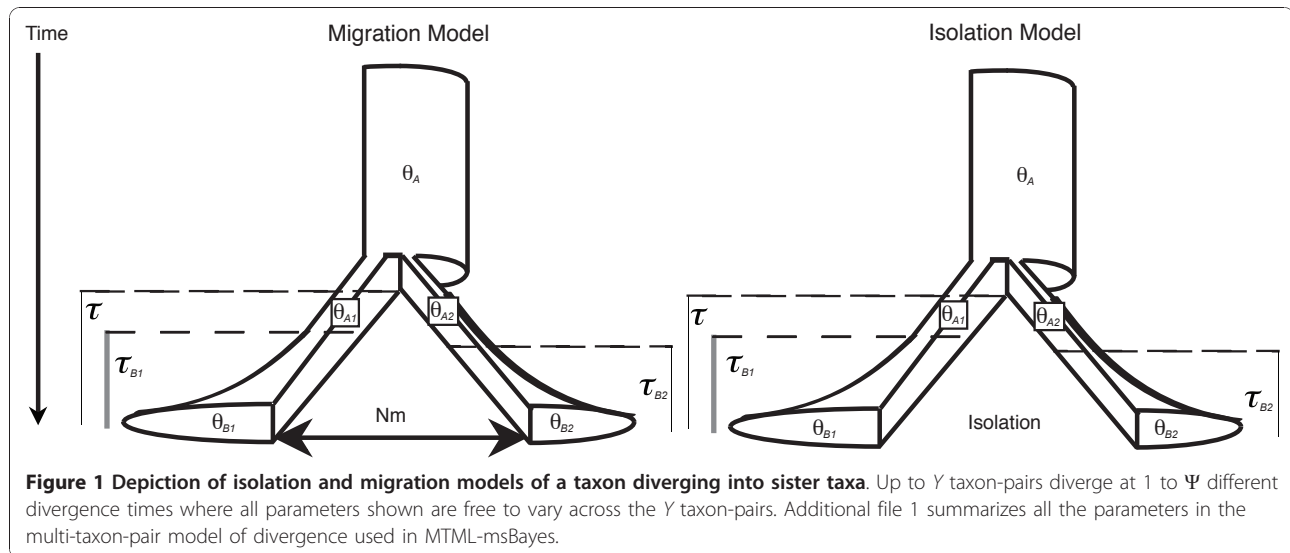 Time
Migration Model
Isolation Model
θA
θA
τ
θA1
θA2
τ
θA1
θA2
τB1
τB2
τB1
τB2
θB1
Nm
θB2
θB1
Isolation
θB2
Figure 1 Depiction of isolation and migration models of a taxon diverging into sister taxa. Up to Y taxon-pairs diverge at 1 to Ψ different
divergence times where all parameters shown are free to vary across the Y taxon-pairs. Additional file 1 summarizes all the parameters in the
multi-taxon-pair model of divergence used in MTML-msBayes.